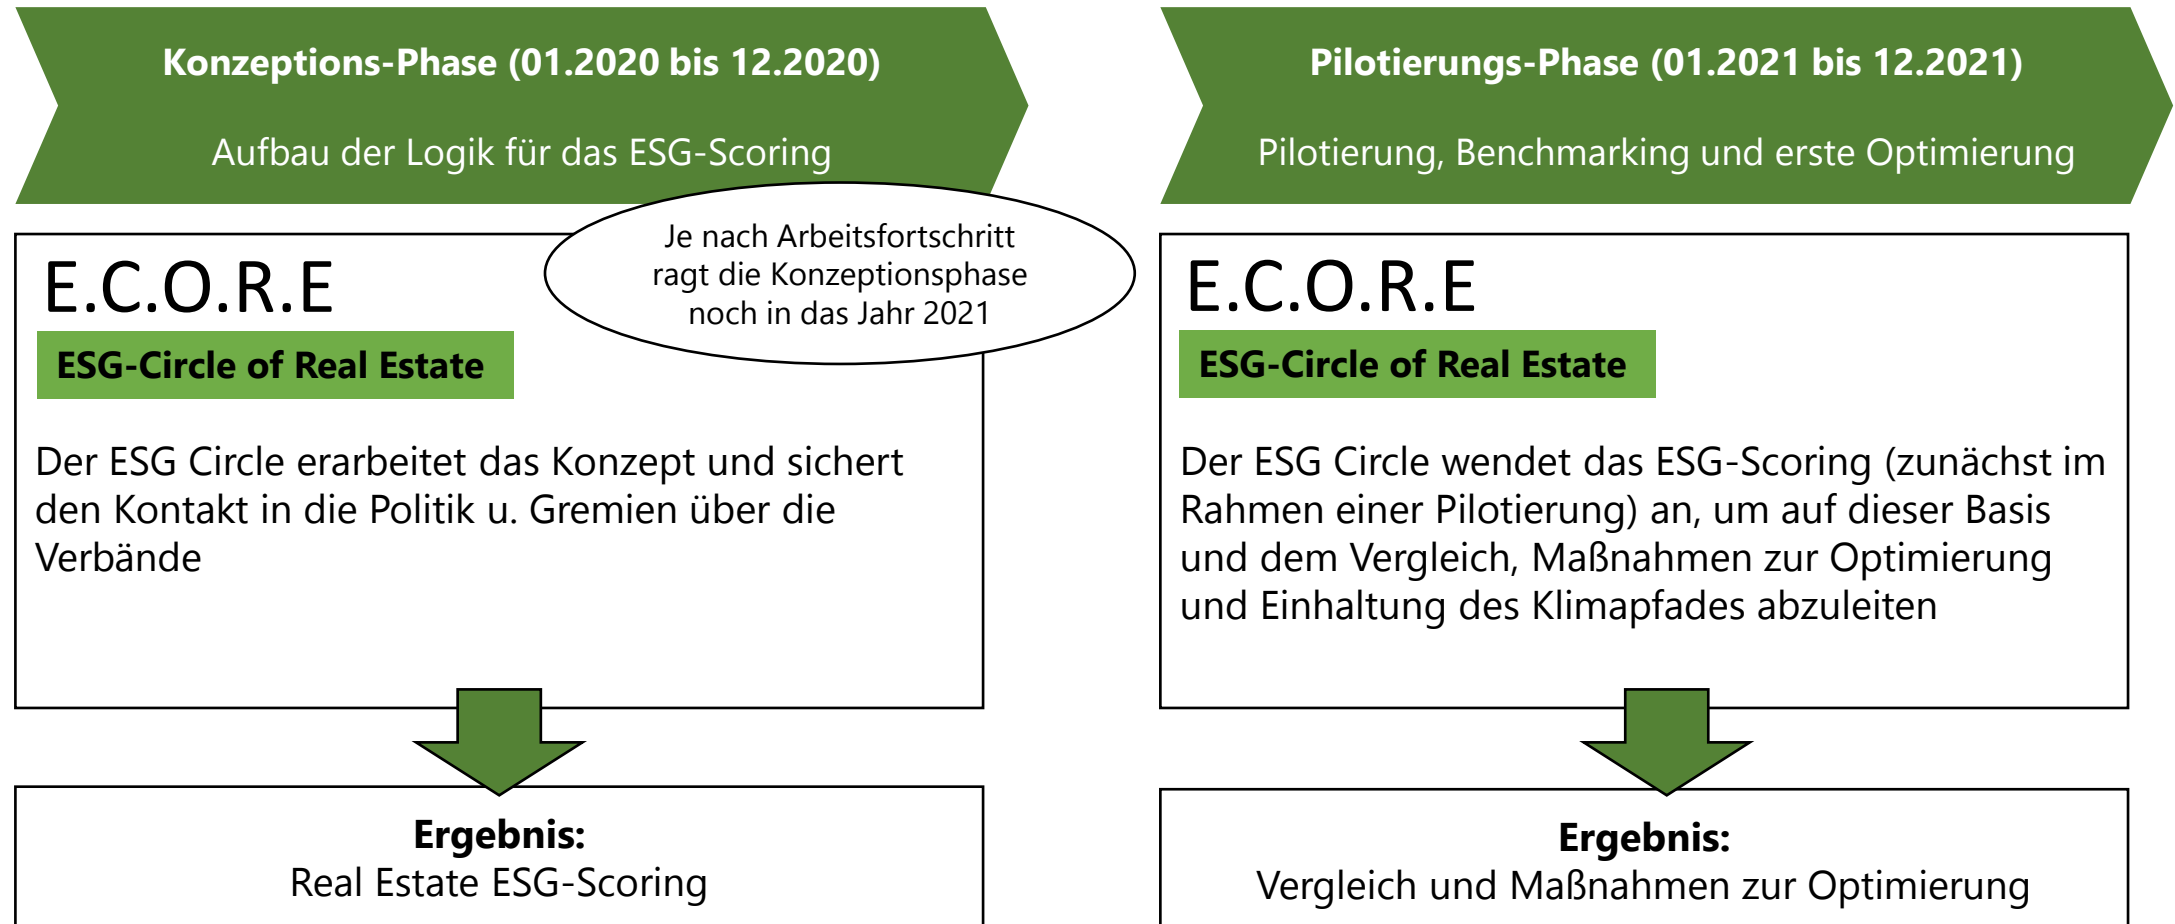 Konzeptions-Phase (01.2020 bis 12.2020)
Aufbau der Logik für das ESG-Scoring
Je nach Arbeitsfortschritt
ragt die Konzeptionsphase
noch in das Jahr 2021
E.C.O.R.E
ESG-Circle of Real Estate
Der ESG Circle erarbeitet das Konzept und sichert
den Kontakt in die Politik u. Gremien über die
Verbände
Ergebnis:
Real Estate ESG-Scoring
Pilotierungs-Phase (01.2021 bis 12.2021)
Pilotierung, Benchmarking und erste Optimierung
E.C.O.R.E
ESG-Circle of Real Estate
Der ESG Circle wendet das ESG-Scoring (zunächst im
Rahmen einer Pilotierung) an, um auf dieser Basis
und dem Vergleich, Maßnahmen zur Optimierung
und Einhaltung des Klimapfades abzuleiten
Ergebnis:
Vergleich und Maßnahmen zur Optimierung